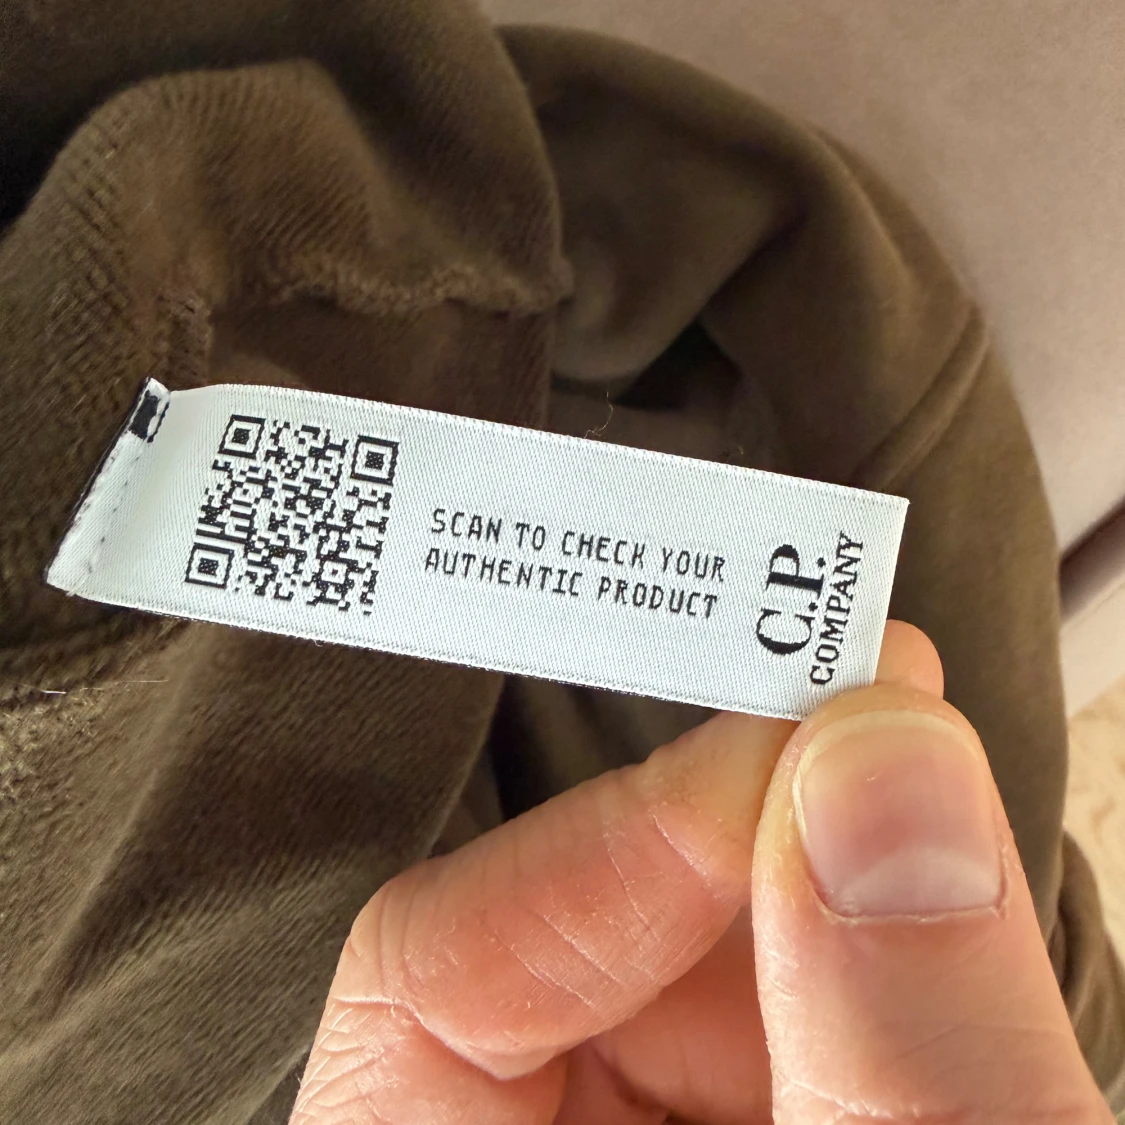 SCAN TO CHECK YOUR
AUTHENTIC PRODUCT
C.P.
COMPANY